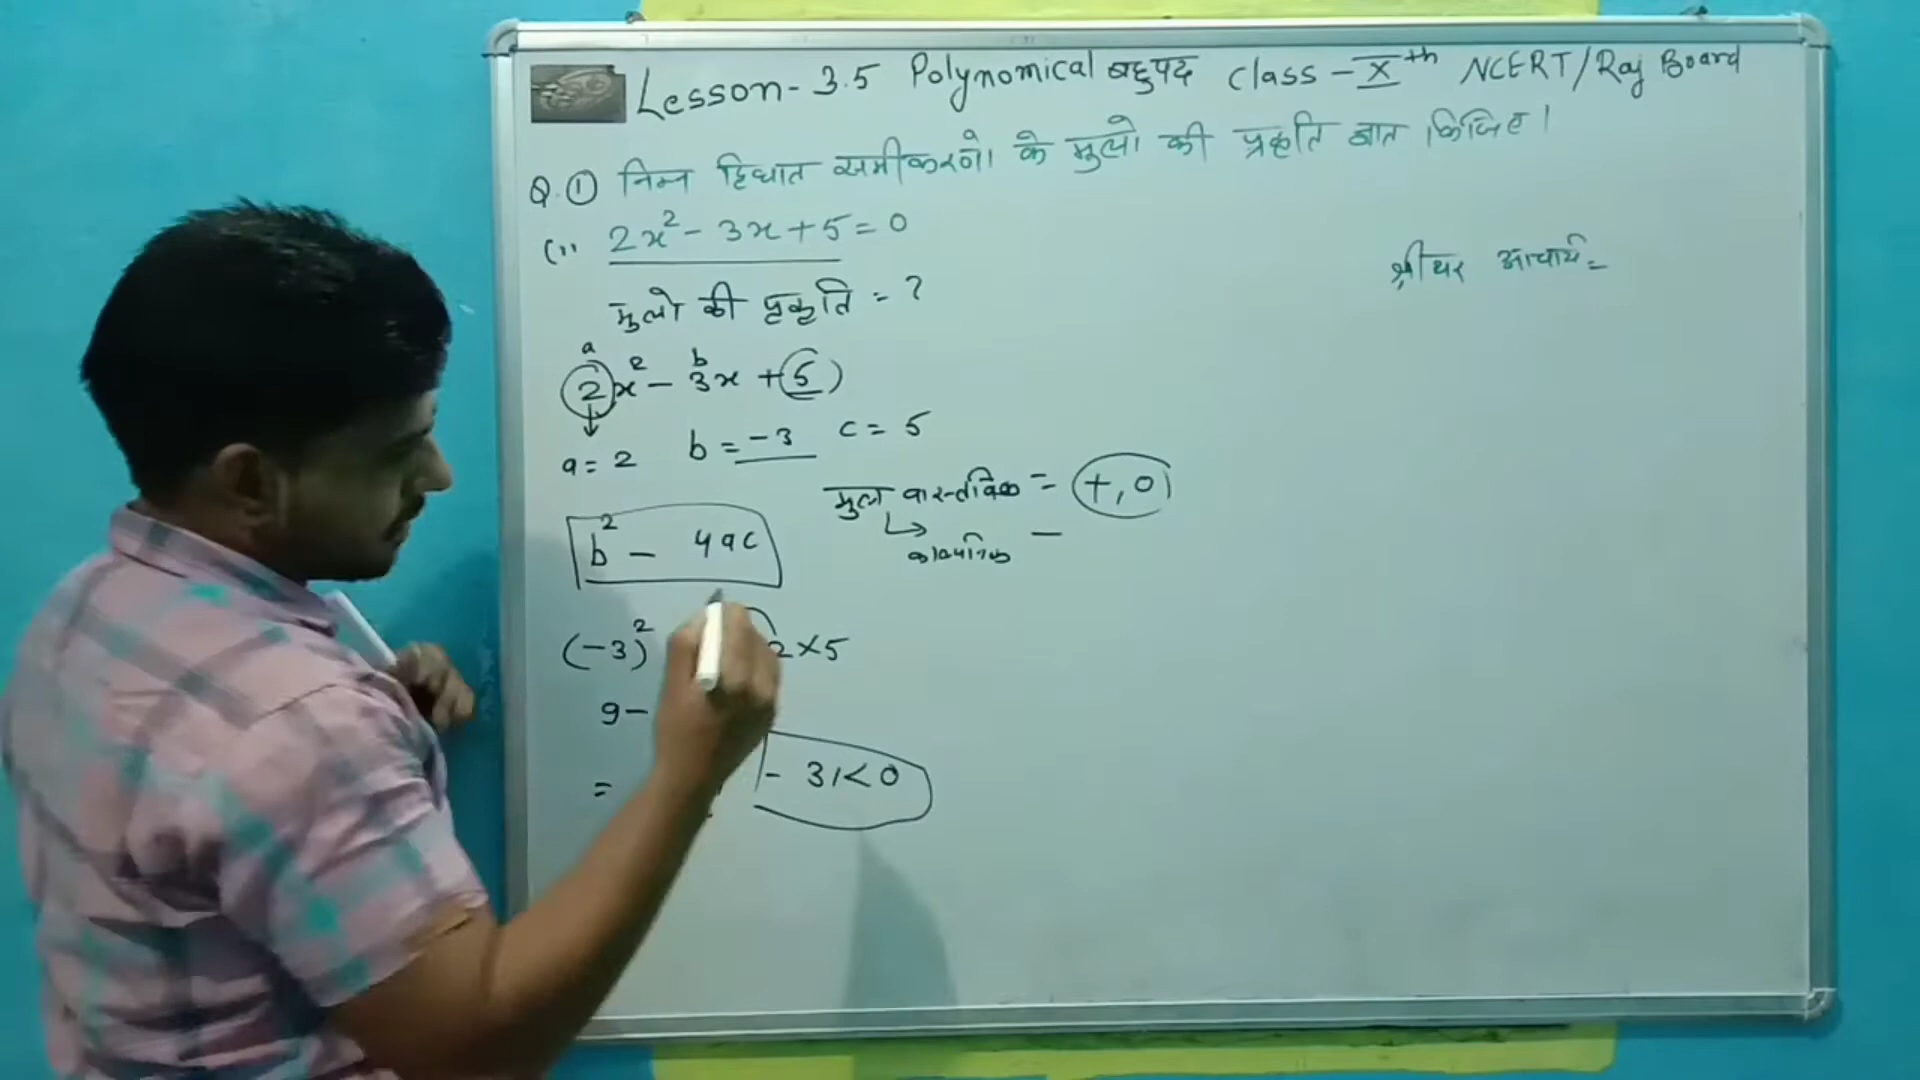 Lesson - 3.5 Polynomical बहुपद Class - Xth NCERT/Raj Board
Q.① निम्न द्विघात समीकरणो के मुलो की प्रकृति ज्ञात किजिए।
(i) 2x² - 3x + 5 = 0
श्रीधर आचार्य =
मुलो की प्रकृति = ?
a b
2x² - 3x + 5)
a = 2 b = -3 c = 5
मुल वास्तविक = +, 0
b² - 4ac
काल्पनिक -
(-3)² 2×5
9 -
= - 31 < 0